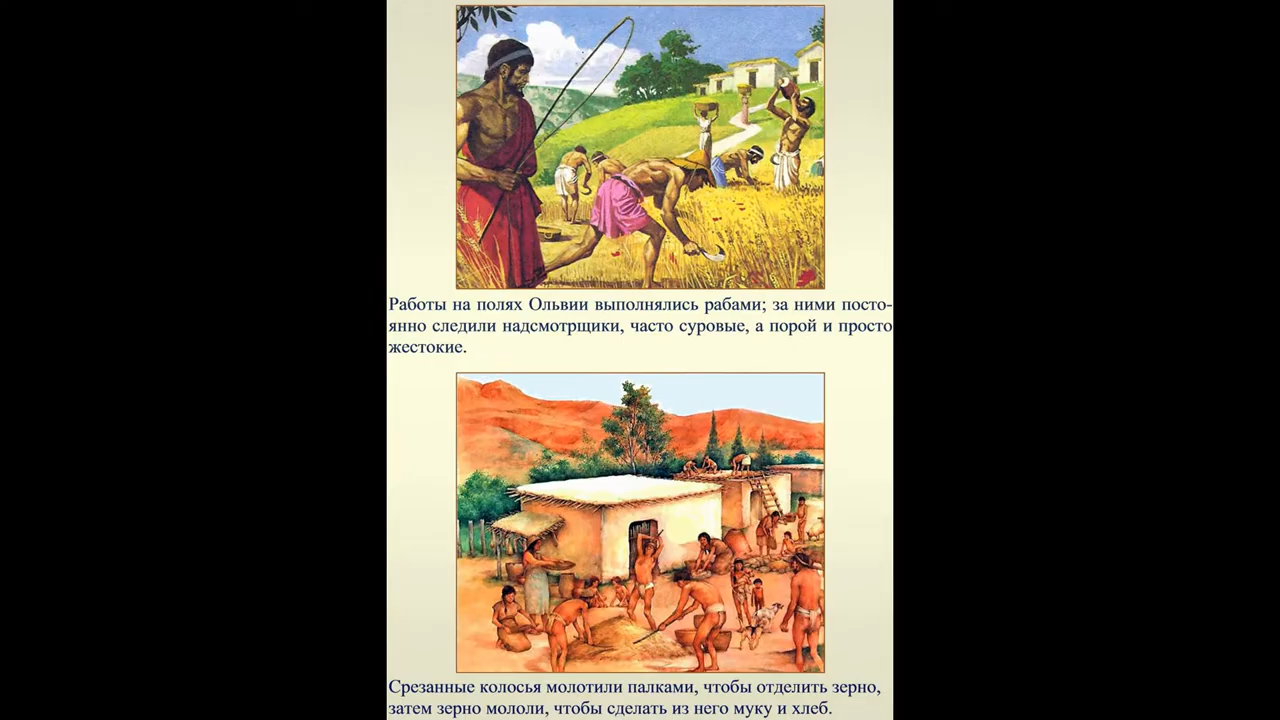 Работы на полях Ольвии выполнялись рабами; за ними посто-
янно следили надсмотрщики, часто суровые, а порой и просто
жестокие.
Срезанные колосья молотили палками, чтобы отделить зерно,
затем зерно мололи, чтобы сделать из него муку и хлеб.